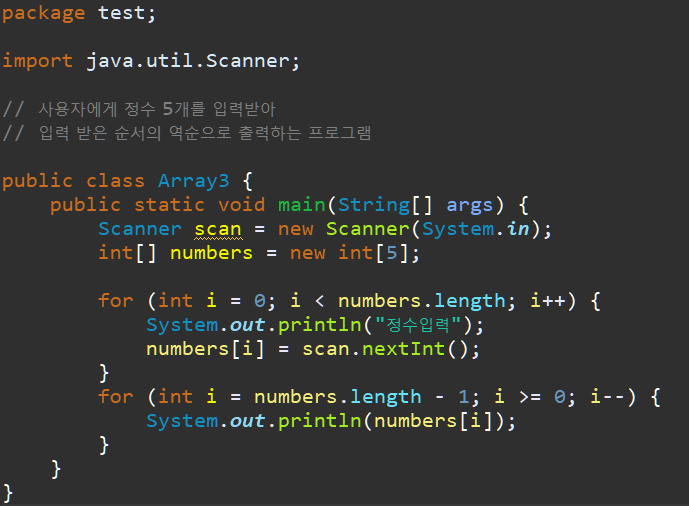 package test;
import java.util.Scanner;
// 사용자에게 정수 5개를 입력받아
// 입력 받은 순서의 역순으로 출력하는 프로그램
public class Array3 {
    public static void main(String[] args) {
        Scanner scan = new Scanner(System.in);
        int[] numbers = new int[5];
        for (int i = 0; i < numbers.length; i++) {
            System.out.println("정수입력");
            numbers[i] = scan.nextInt();
        }
        for (int i = numbers.length - 1; i >= 0; i--) {
            System.out.println(numbers[i]);
        }
    }
}